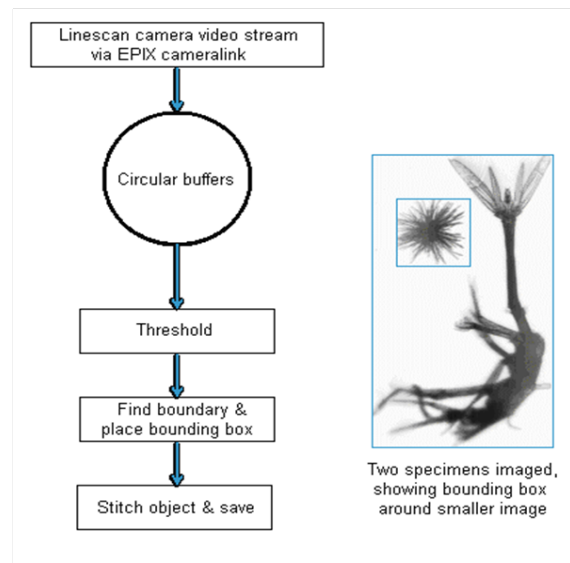 Linescan camera video stream
via EPIX cameralink
Circular buffers
Threshold
Find boundary &
place bounding box
Stitch object & save
Two specimens imaged,
showing bounding box
around smaller image